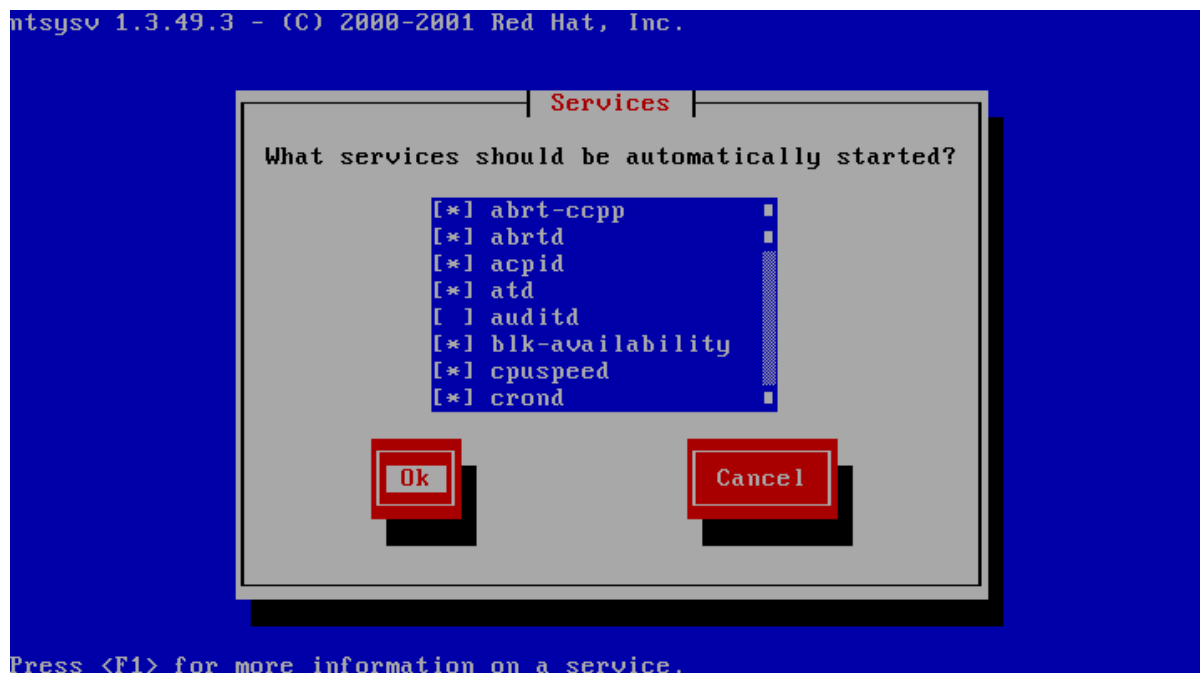 ntsysv 1.3.49.3 - (C) 2000-2001 Red Hat, Inc.
Services
What services should be automatically started?
[*] abrt-ccpp
[*] abrtd
[*] acpid
[*] atd
[ ] auditd
[*] blk-availability
[*] cpuspeed
[*] crond
Ok Cancel
Press <F1> for more information on a service.